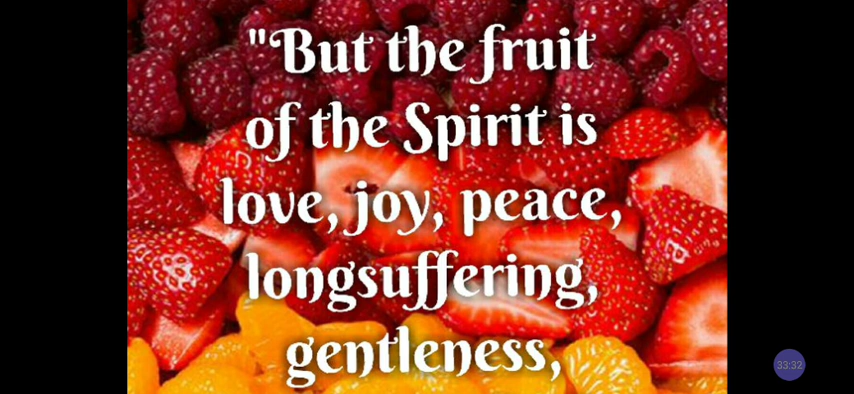 "But the fruit
of the Spirit is
love, joy, peace,
longsuffering,
gentleness,
33:32